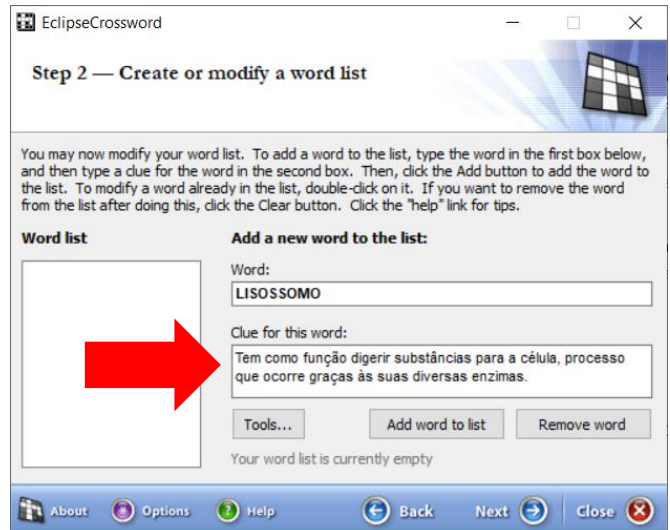 EclipseCrossword
Step 2 — Create or modify a word list
You may now modify your word list. To add a word to the list, type the word in the first box below,
and then type a clue for the word in the second box. Then, click the Add button to add the word to
the list. To modify a word already in the list, double-click on it. If you want to remove the word
from the list after doing this, click the Clear button. Click the "help" link for tips.
Word list
Add a new word to the list:
Word:
LISOSSOMO
Clue for this word:
Tem como função digerir substâncias para a célula, processo
que ocorre graças às suas diversas enzimas.
Tools... Add word to list Remove word
Your word list is currently empty
About Options Help Back Next Close